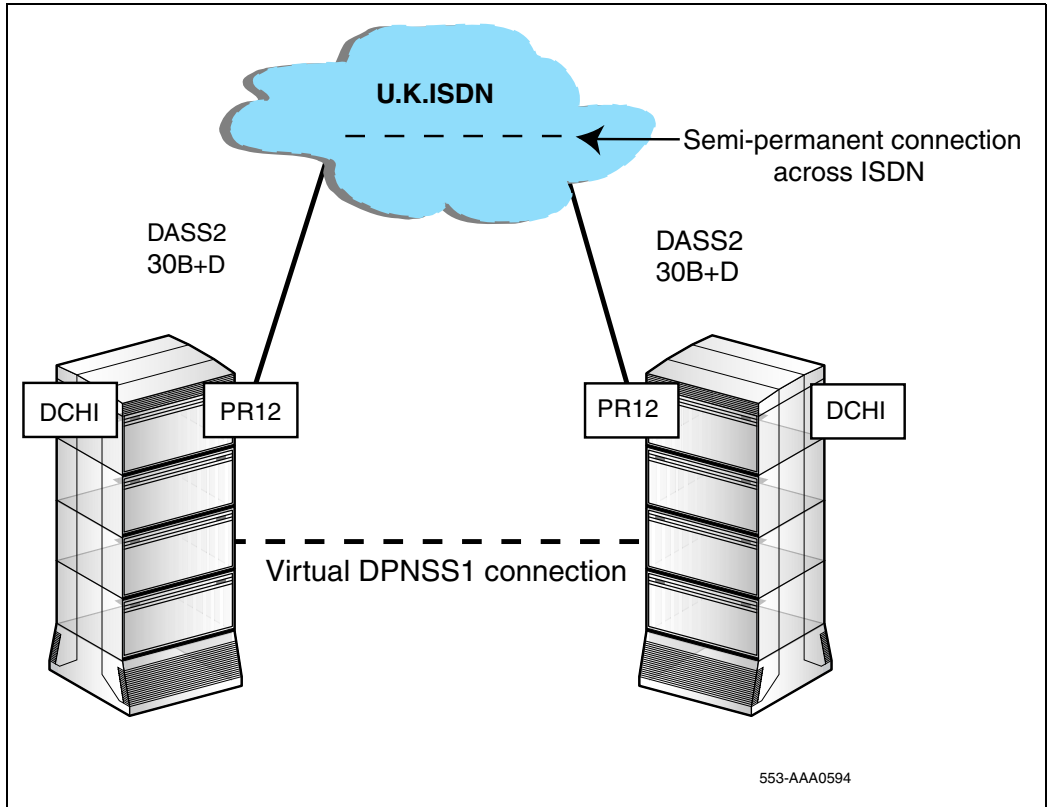 U.K.ISDN
Semi-permanent connection
across ISDN
DASS2
30B+D
DASS2
30B+D
DCHI
PR12
PR12
DCHI
Virtual DPNSS1 connection
553-AAA0594